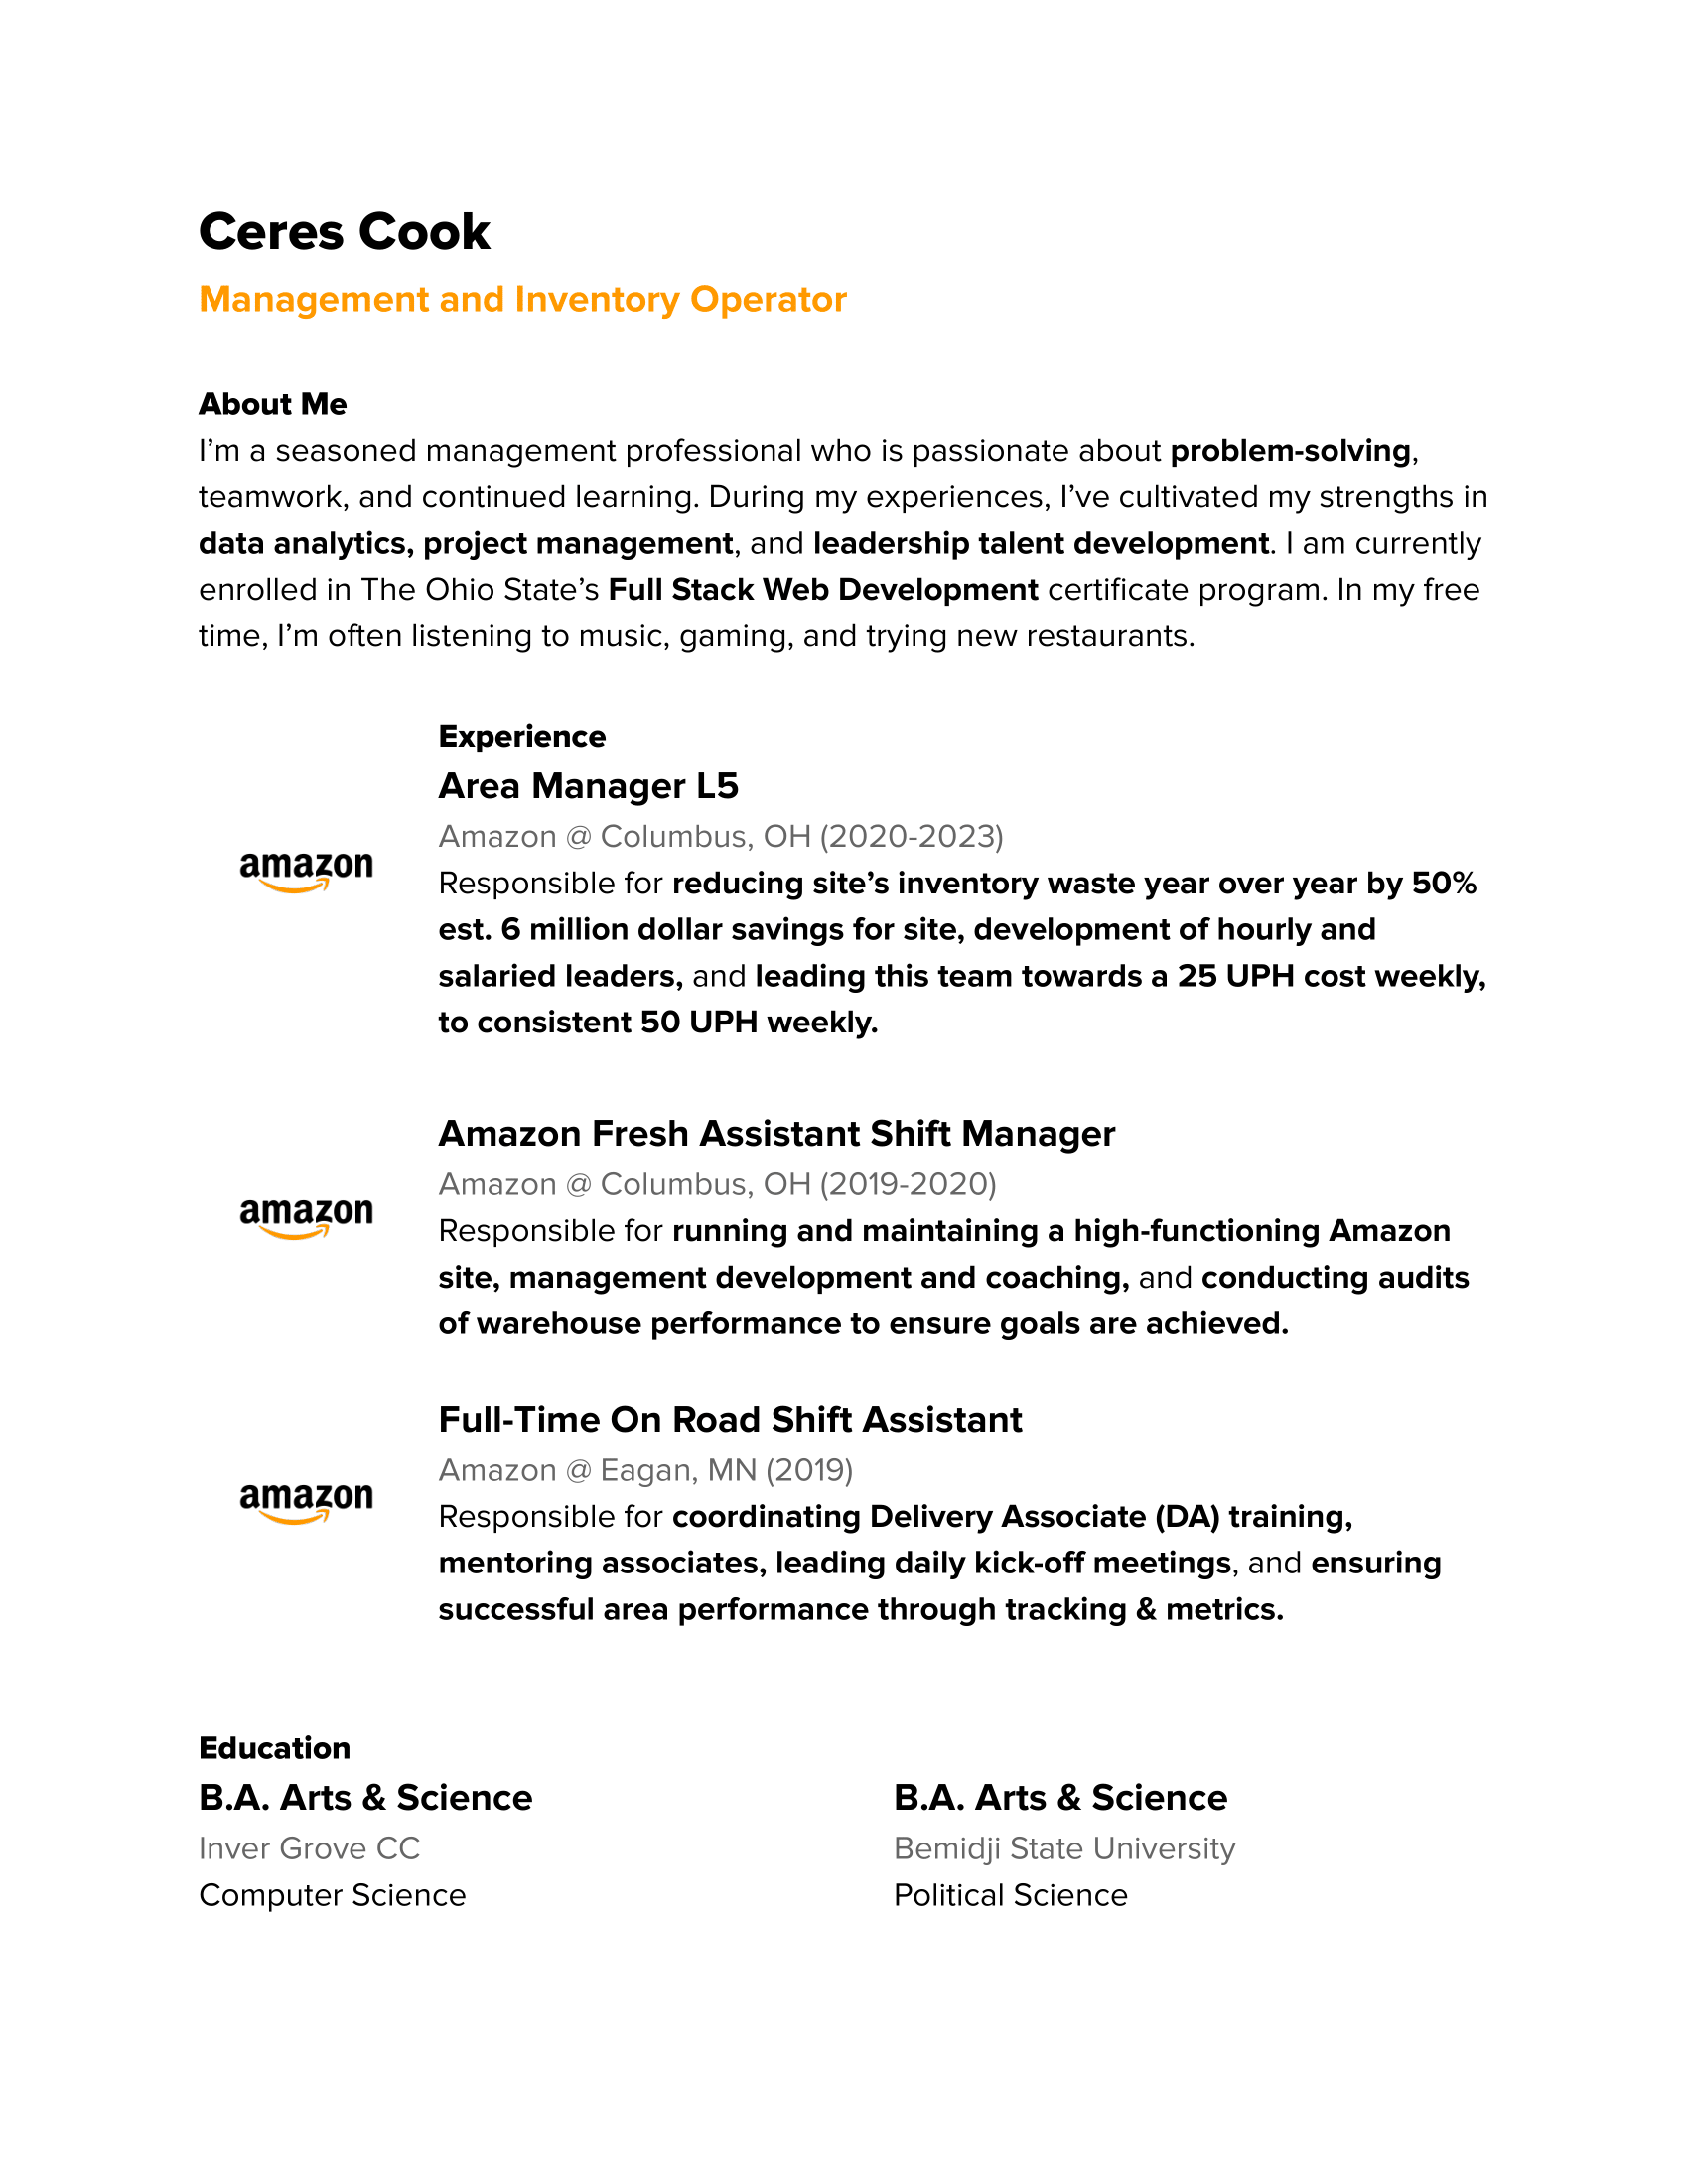 Ceres Cook
Management and Inventory Operator
About Me
I’m a seasoned management professional who is passionate about problem-solving,
teamwork, and continued learning. During my experiences, I’ve cultivated my strengths in
data analytics, project management, and leadership talent development. I am currently
enrolled in The Ohio State’s Full Stack Web Development certificate program. In my free
time, I’m often listening to music, gaming, and trying new restaurants.
Experience
Area Manager L5
Amazon @ Columbus, OH (2020-2023)
amazon
Responsible for reducing site’s inventory waste year over year by 50%
est. 6 million dollar savings for site, development of hourly and
salaried leaders, and leading this team towards a 25 UPH cost weekly,
to consistent 50 UPH weekly.
Amazon Fresh Assistant Shift Manager
Amazon @ Columbus, OH (2019-2020)
amazon
Responsible for running and maintaining a high-functioning Amazon
site, management development and coaching, and conducting audits
of warehouse performance to ensure goals are achieved.
Full-Time On Road Shift Assistant
Amazon @ Eagan, MN (2019)
amazon
Responsible for coordinating Delivery Associate (DA) training,
mentoring associates, leading daily kick-off meetings, and ensuring
successful area performance through tracking & metrics.
Education
B.A. Arts & Science
Inver Grove CC
Computer Science
B.A. Arts & Science
Bemidji State University
Political Science